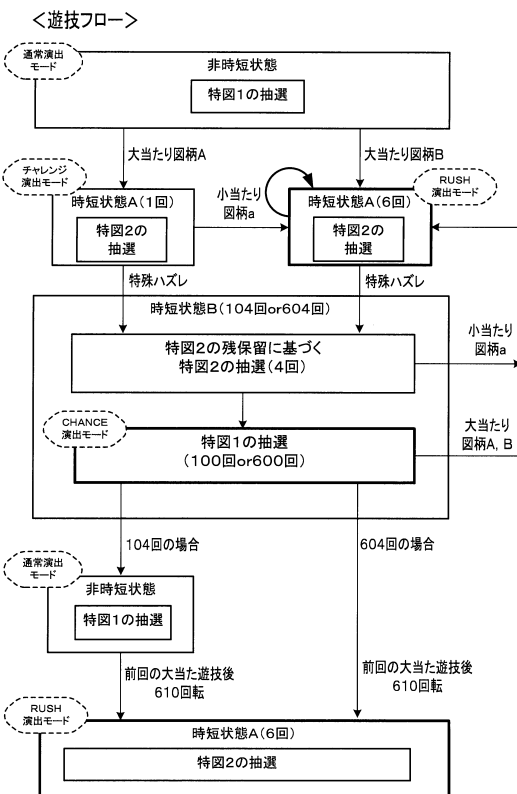 ＜遊技フロー＞
通常演出
モード
非時短状態
特図1の抽選
大当たり図柄A
大当たり図柄B
チャレンジ
演出モード
時短状態A(1回)
特図2の
抽選
小当たり
図柄a
時短状態A(6回)
特図2の
抽選
RUSH
演出モード
特殊ハズレ
特殊ハズレ
時短状態B(104回or604回)
特図2の残保留に基づく
特図2の抽選(4回)
小当たり
図柄a
CHANCE
演出モード
特図1の抽選
(100回or600回)
大当たり
図柄A, B
104回の場合
604回の場合
通常演出
モード
非時短状態
特図1の抽選
前回の大当た遊技後
610回転
前回の大当た遊技後
610回転
RUSH
演出モード
時短状態A(6回)
特図2の抽選